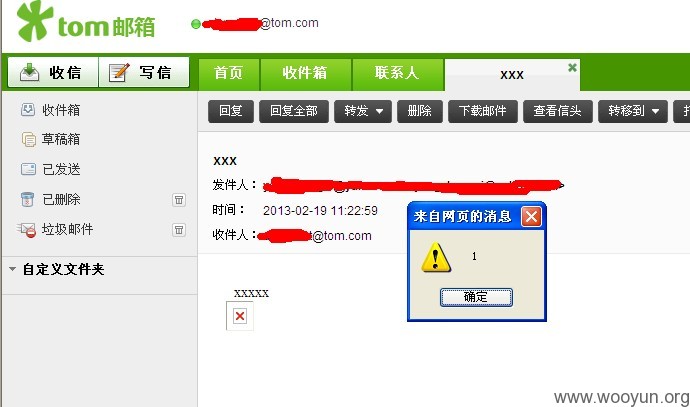 tom邮箱
@tom.com
收信
写信
首页
收件箱
联系人
xxx
回复
回复全部
转发
删除
下载邮件
查看信头
转移到
收件箱
草稿箱
已发送
已删除
垃圾邮件
自定义文件夹
xxx
发件人：
时间： 2013-02-19 11:22:59
收件人： @tom.com
来自网页的消息
1
确定
xxxxx
www.wooyun.org